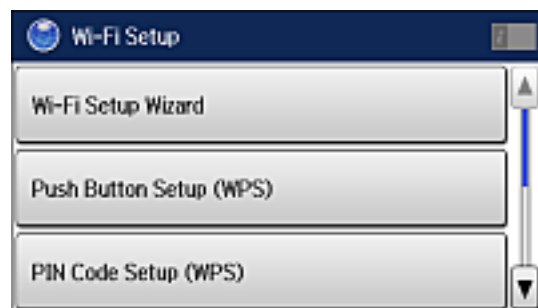 Wi-Fi Setup
Wi-Fi Setup Wizard
Push Button Setup (WPS)
PIN Code Setup (WPS)